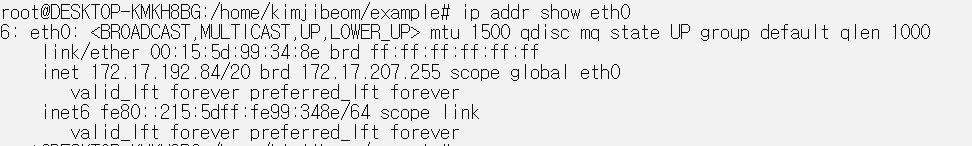 root@DESKTOP-KMKH8BG:/home/kimjibeom/example# ip addr show eth0
6: eth0: <BROADCAST,MULTICAST,UP,LOWER_UP> mtu 1500 qdisc mq state UP group default qlen 1000
link/ether 00:15:5d:99:34:8e brd ff:ff:ff:ff:ff:ff
inet 172.17.192.84/20 brd 172.17.207.255 scope global eth0
valid_lft forever preferred_lft forever
inet6 fe80::215:5dff:fe99:348e/64 scope link
valid_lft forever preferred_lft forever